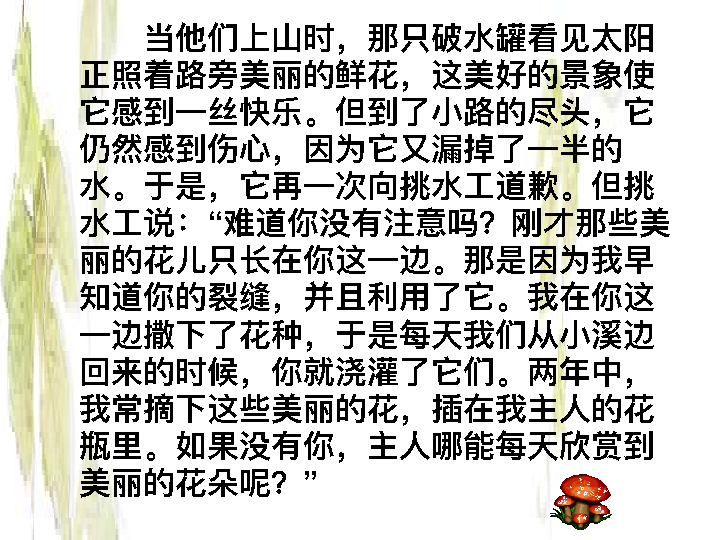 当他们上山时，那只破水罐看见太阳
正照着路旁美丽的鲜花，这美好的景象使
它感到一丝快乐。但到了小路的尽头，它
仍然感到伤心，因为它又漏掉了一半的
水。于是，它再一次向挑水工道歉。但挑
水工说：“难道你没有注意吗？刚才那些美
丽的花儿只长在你这一边。那是因为我早
知道你的裂缝，并且利用了它。我在你这
一边撒下了花种，于是每天我们从小溪边
回来的时候，你就浇灌了它们。两年中，
我常摘下这些美丽的花，插在我主人的花
瓶里。如果没有你，主人哪能每天欣赏到
美丽的花朵呢？”